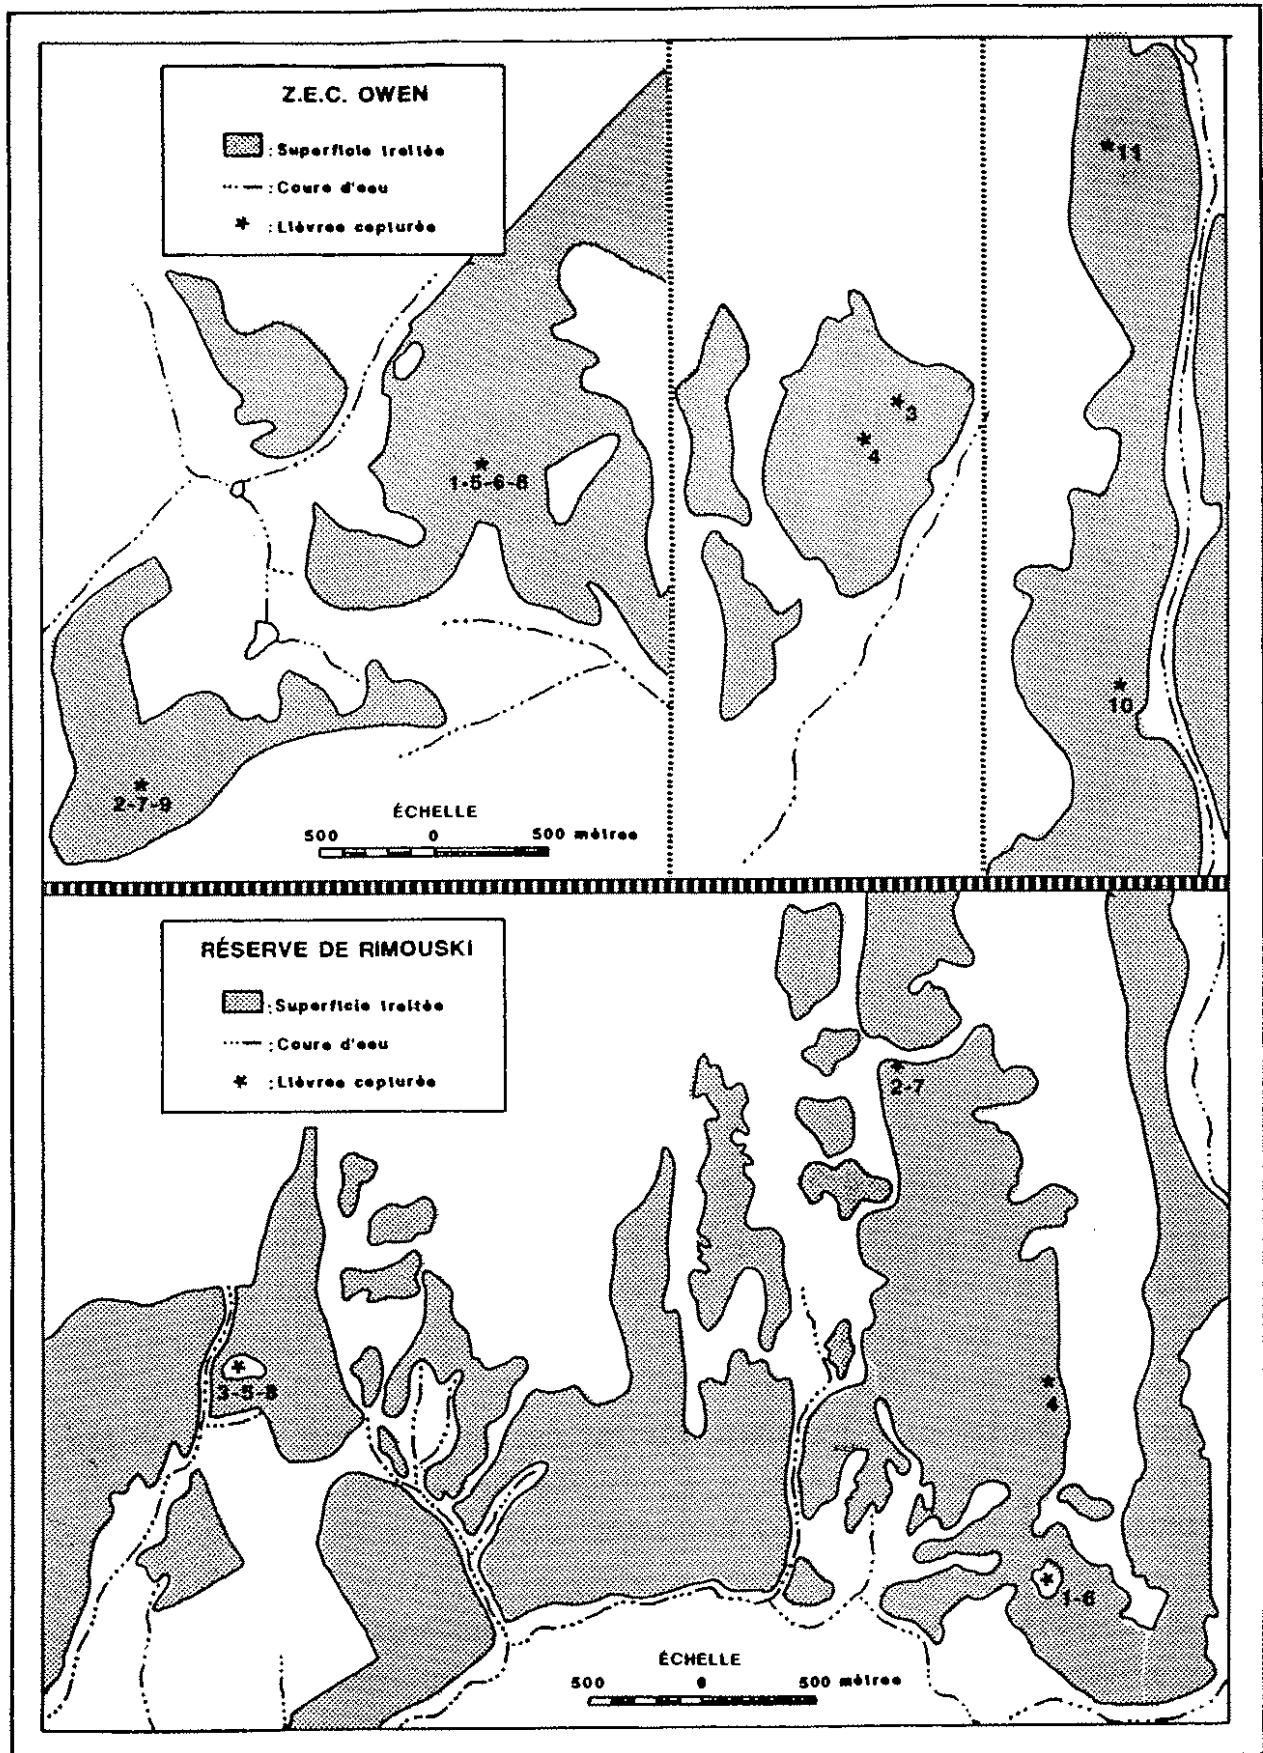 Z.E.C. OWEN
: Superficie traitée
: Cours d'eau
* : Lièvres capturés
*11
*3
*4
*
1-5-6-8
*
10
*
2-7-9
ÉCHELLE
500 0 500 mètres
RÉSERVE DE RIMOUSKI
: Superficie traitée
: Cours d'eau
* : Lièvres capturés
*
2-7
*
3-5-8
*
4
*
1-6
ÉCHELLE
500 0 500 mètres